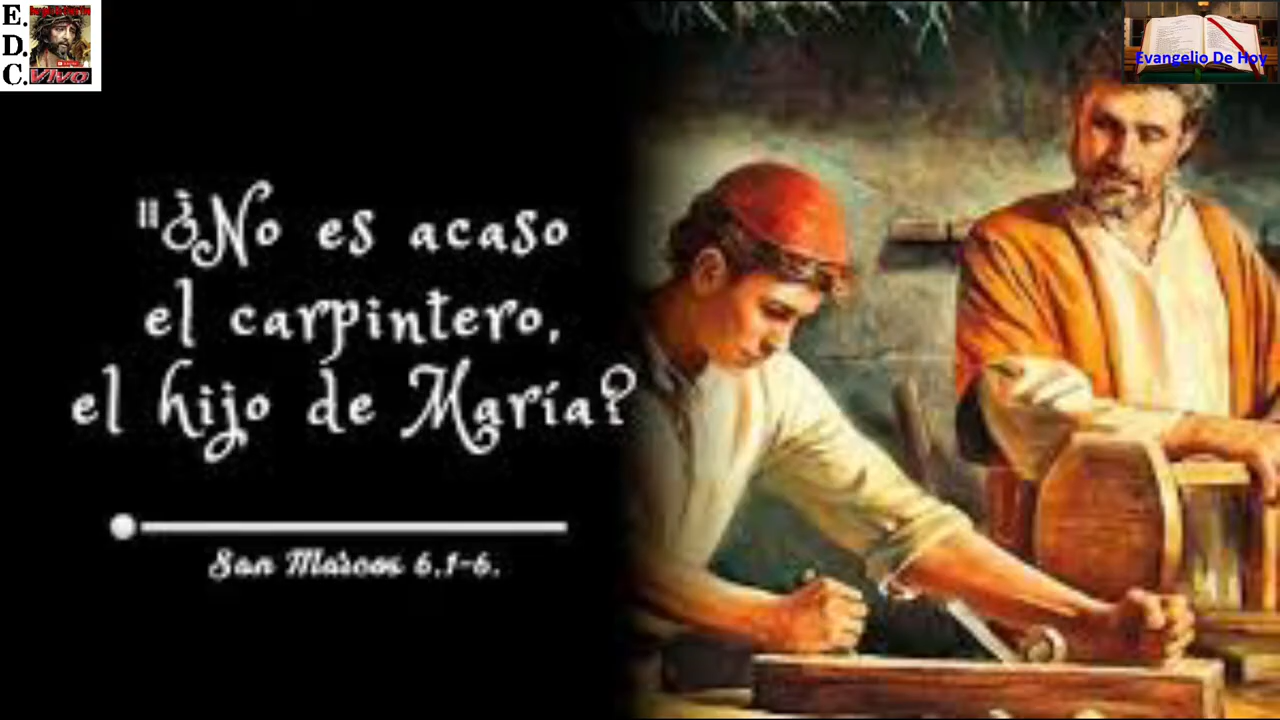 E.
D.
C.
Vivo
Evangelio De Hoy
"¿No es acaso
el carpintero,
el hijo de María?
San Marcos 6,1-6.